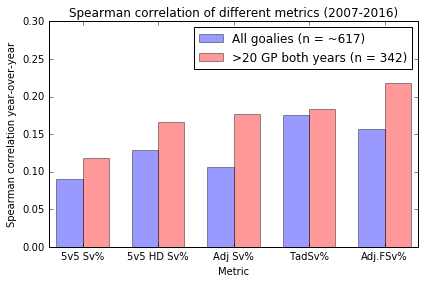 Spearman correlation of different metrics (2007-2016)
All goalies (n = ~617)
>20 GP both years (n = 342)
Spearman correlation year-over-year
0.30
0.25
0.20
0.15
0.10
0.05
0.00
5v5 Sv% 5v5 HD Sv% Adj Sv% TadSv% Adj.FSv%
Metric